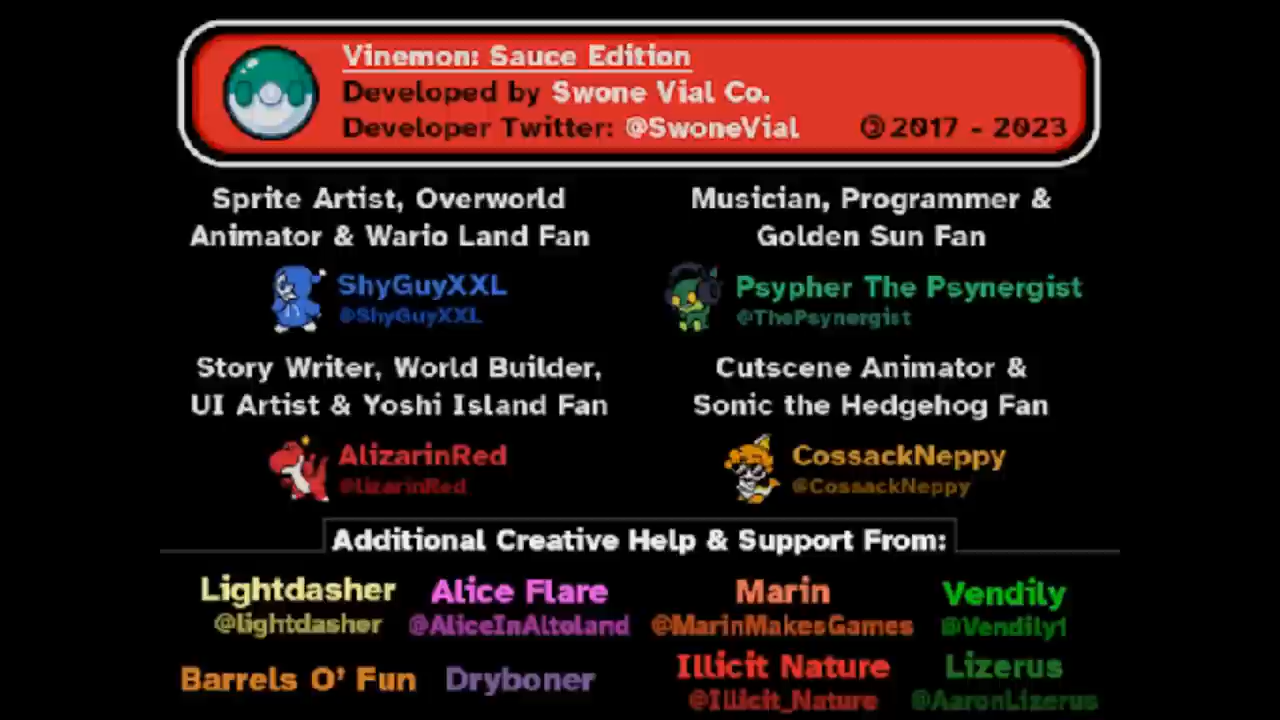 Vinemon: Sauce Edition
Developed by Swone Vial Co.
Developer Twitter: @SwoneVial
2017 - 2023
Sprite Artist, Overworld
Animator & Wario Land Fan
ShyGuyXXL
@ShyGuyXXL
Musician, Programmer &
Golden Sun Fan
Psypher The Psynergist
@ThePsynergist
Story Writer, World Builder,
UI Artist & Yoshi Island Fan
AlizarinRed
@lizarinRed
Cutscene Animator &
Sonic the Hedgehog Fan
CossackNeppy
@CossackNeppy
Additional Creative Help & Support From:
Lightdasher
@lightdasher
Alice Flare
@AliceInAltoland
Marin
@MarinMakesGames
Vendily
@Vendily1
Barrels O' Fun
Dryboner
Illicit Nature
@Illicit_Nature
Lizerus
@AaronLizerus